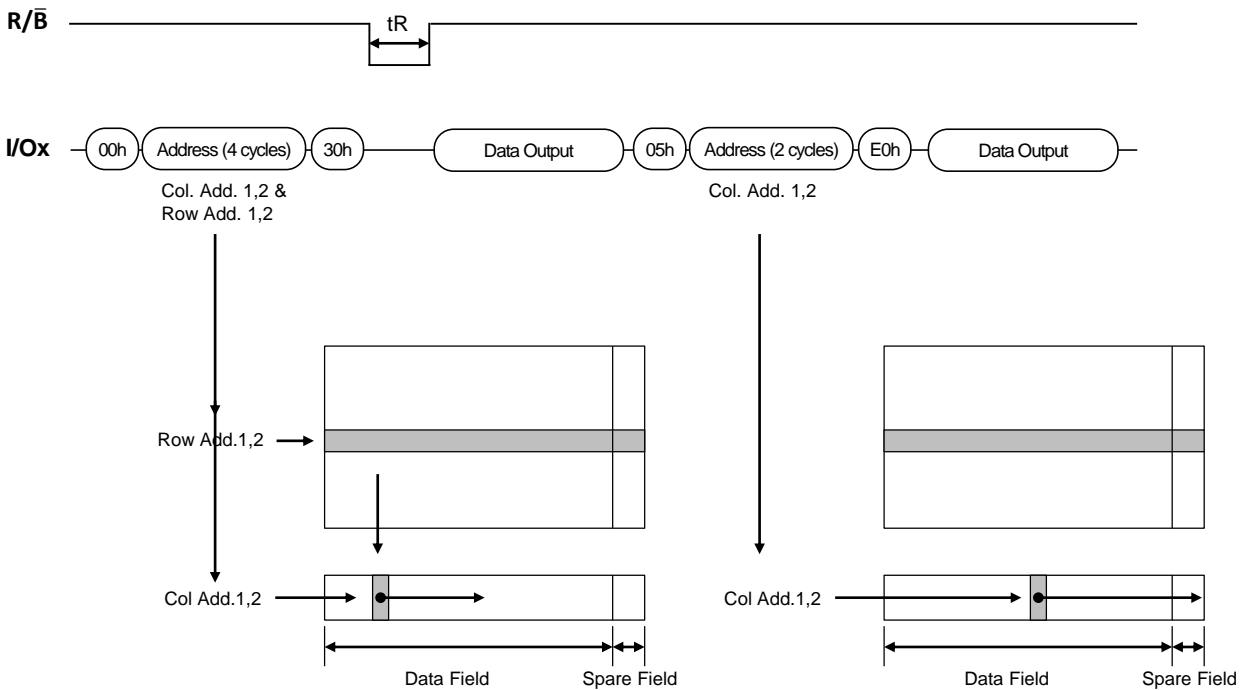 R/B̅
tR
I/Ox
00h
Address (4 cycles)
30h
Data Output
05h
Address (2 cycles)
E0h
Data Output
Col. Add. 1,2 &
Row Add. 1,2
Col. Add. 1,2
Row Add.1,2
Col Add.1,2
Col Add.1,2
Data Field
Spare Field
Data Field
Spare Field